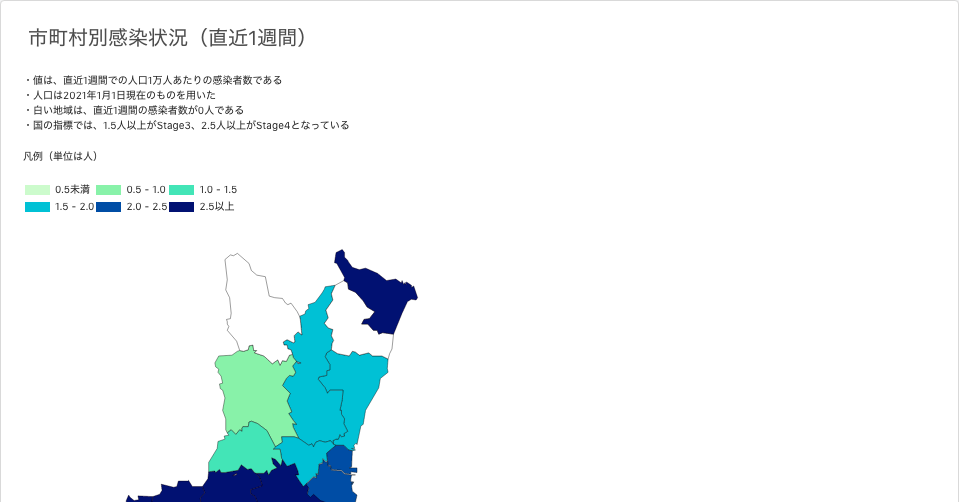 市町村別感染状況（直近1週間）
・値は、直近1週間での人口1万人あたりの感染者数である
・人口は2021年1月1日現在のものを用いた
・白い地域は、直近1週間の感染者数が0人である
・国の指標では、1.5人以上がStage3、2.5人以上がStage4となっている
凡例（単位は人）
0.5未満 0.5 - 1.0 1.0 - 1.5
1.5 - 2.0 2.0 - 2.5 2.5以上